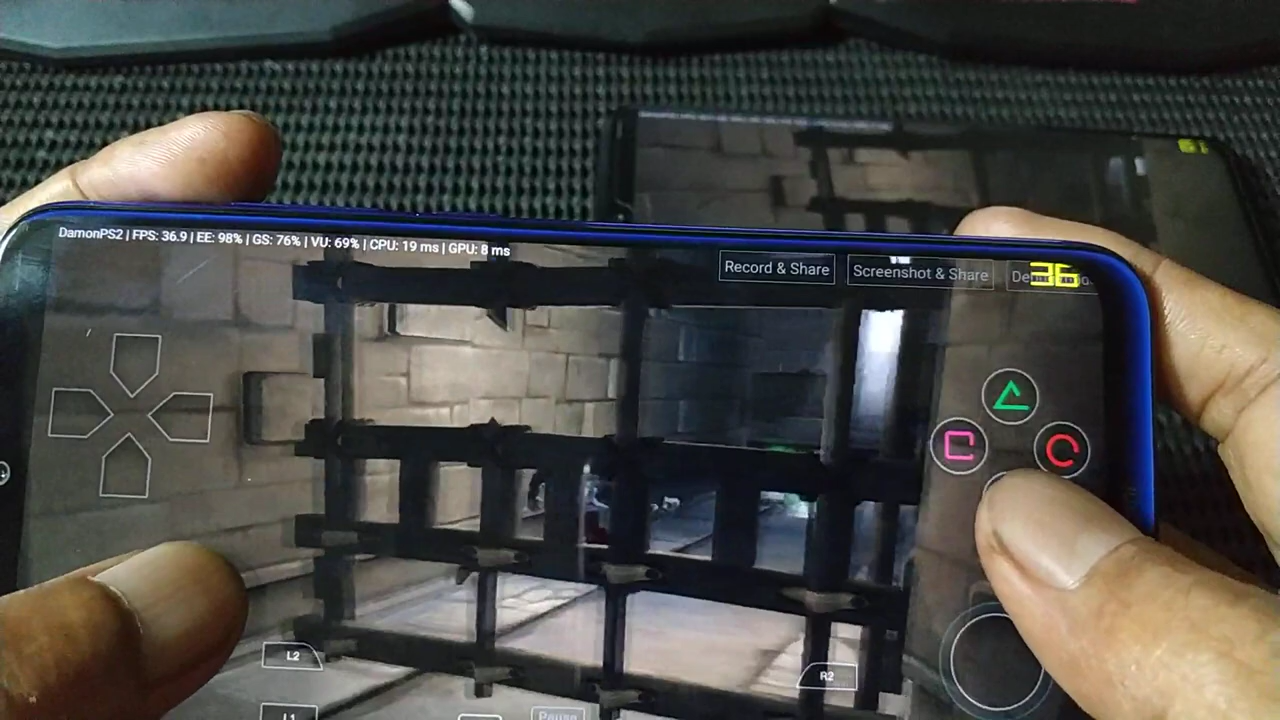 DamonPS2 | FPS: 36.9 | EE: 98% | GS: 76% | VU: 69% | CPU: 19 ms | GPU: 8 ms
Record & Share
Screenshot & Share
36
L2
R2
L1
Pause